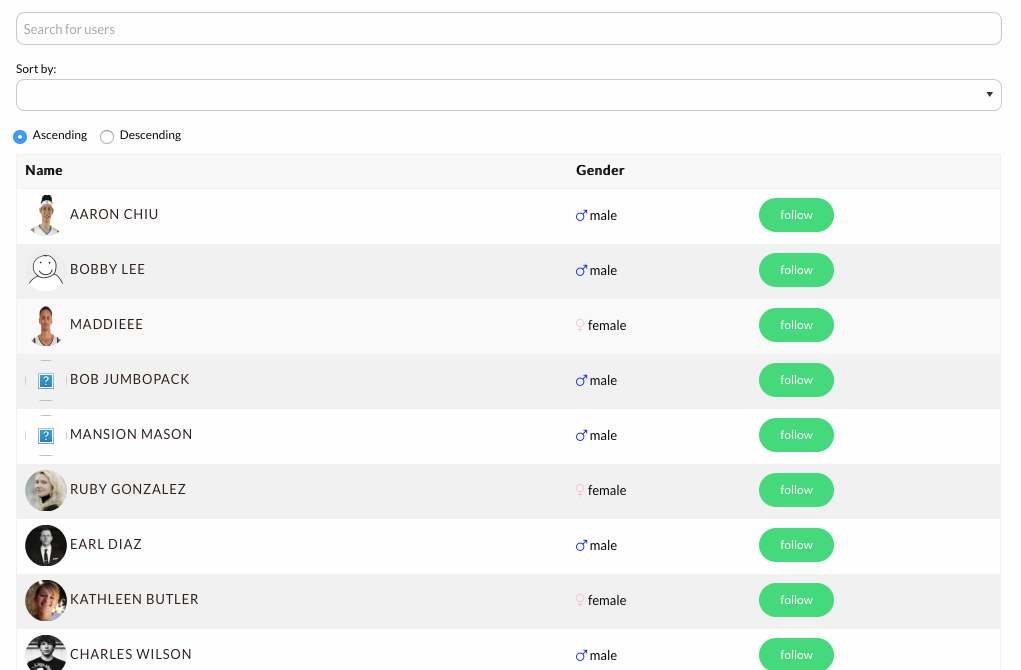 Search for users
Sort by:
Ascending Descending
Name Gender
AARON CHIU male follow
BOBBY LEE male follow
MADDIEEE female follow
? BOB JUMBOPACK male follow
? MANSION MASON male follow
RUBY GONZALEZ female follow
EARL DIAZ male follow
KATHLEEN BUTLER female follow
CHARLES WILSON male follow